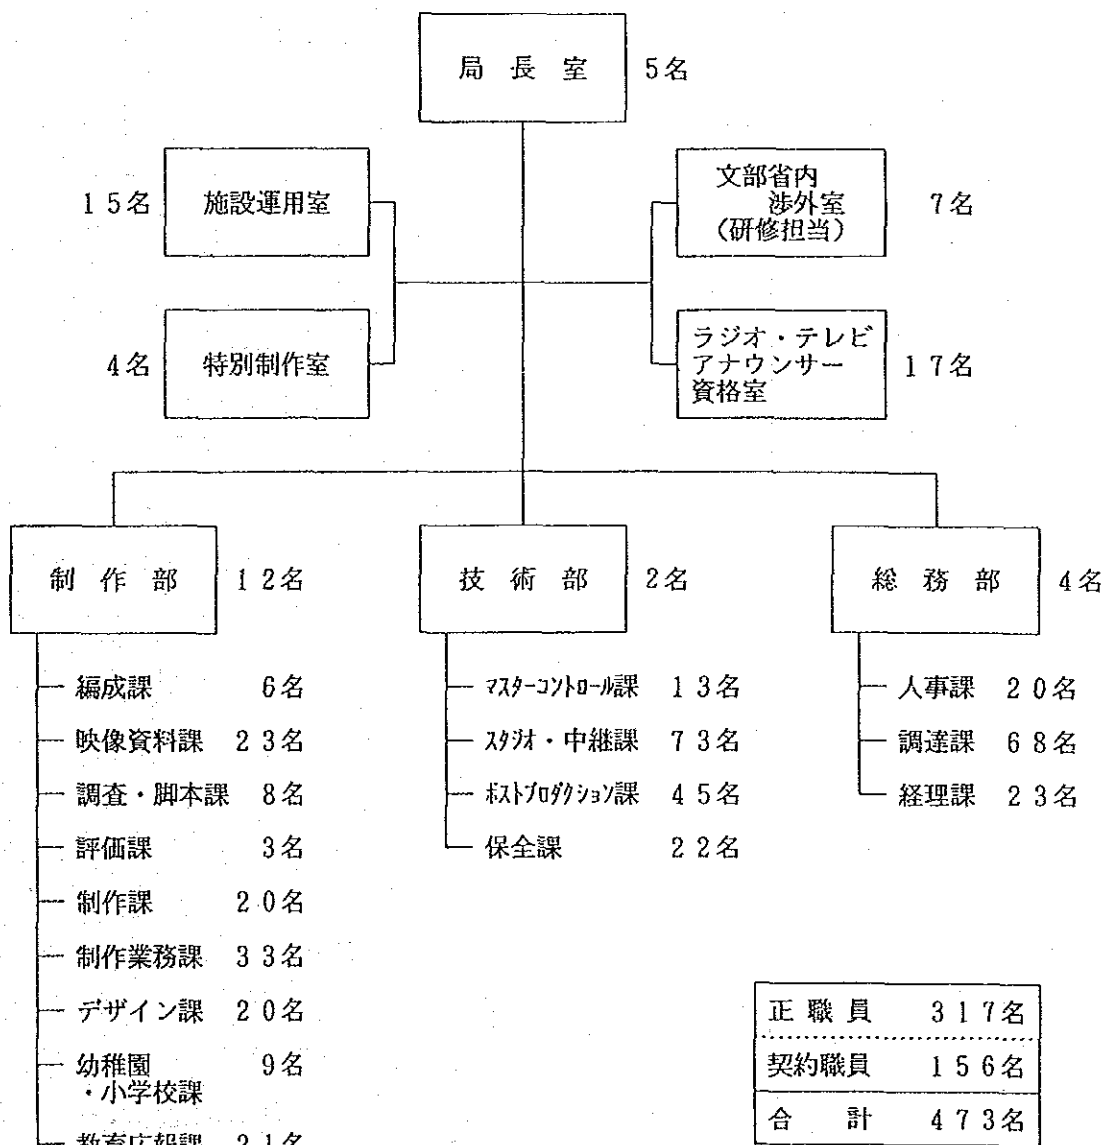 局長室 5名
15名 施設運用室
文部省内
渉外室
(研修担当)
7名
4名 特別制作室
ラジオ・テレビ
アナウンサー
資格室
17名
制作部 12名
技術部 2名
総務部 4名
編成課 6名
映像資料課 23名
調査・脚本課 8名
評価課 3名
制作課 20名
制作業務課 33名
デザイン課 20名
幼稚園 9名
・小学校課
教育広報課 21名
マスターコントロール課 13名
スタジオ・中継課 73名
ポストプロダクション課 45名
保全課 22名
人事課 20名
調達課 68名
経理課 23名
正職員 317名
契約職員 156名
合計 473名